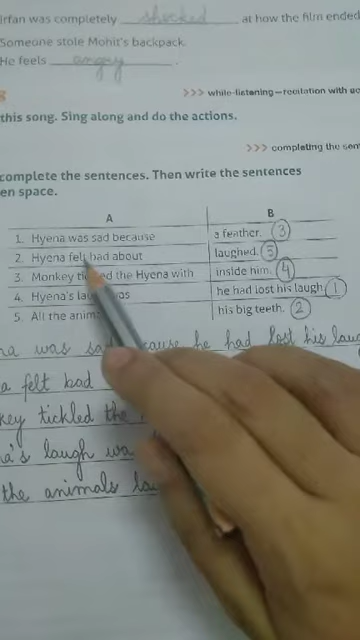 Irfan was completely shocked at how the film ended
Someone stole Mohit's backpack.
He feels angry.
>>> while-listening—recitation with ac
this song. Sing along and do the actions.
>>> completing the sen
complete the sentences. Then write the sentences
en space.
A B
1. Hyena was sad because a feather. 3
2. Hyena felt bad about laughed. 5
3. Monkey the Hyena with inside him. 4
4. Hyena's he had lost his laugh 1
5. All the his big teeth. 2
was he had lost his
a felt bad
key tickled the
a's laugh wa
the animals